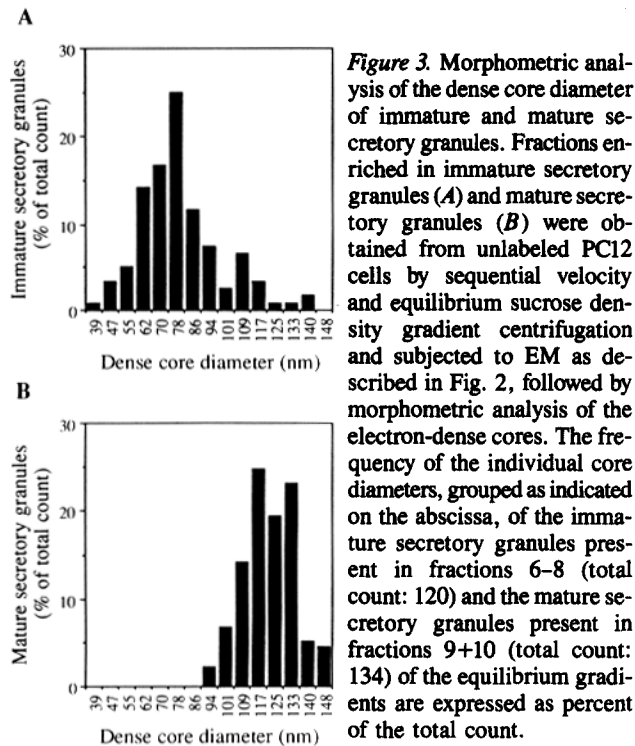 A
30
20
10
0
Immature secretory granules
(% of total count)
39
47
55
62
70
78
86
94
101
109
117
125
133
140
148
Dense core diameter (nm)
B
30
20
10
0
Mature secretory granules
(% of total count)
39
47
55
62
70
78
86
94
101
109
117
125
133
140
148
Dense core diameter (nm)
Figure 3. Morphometric anal-
ysis of the dense core diameter
of immature and mature se-
cretory granules. Fractions en-
riched in immature secretory
granules (A) and mature secre-
tory granules (B) were ob-
tained from unlabeled PC12
cells by sequential velocity
and equilibrium sucrose den-
sity gradient centrifugation
and subjected to EM as de-
scribed in Fig. 2, followed by
morphometric analysis of the
electron-dense cores. The fre-
quency of the individual core
diameters, grouped as indicated
on the abscissa, of the imma-
ture secretory granules pres-
ent in fractions 6–8 (total
count: 120) and the mature se-
cretory granules present in
fractions 9+10 (total count:
134) of the equilibrium gradi-
ents are expressed as percent
of the total count.